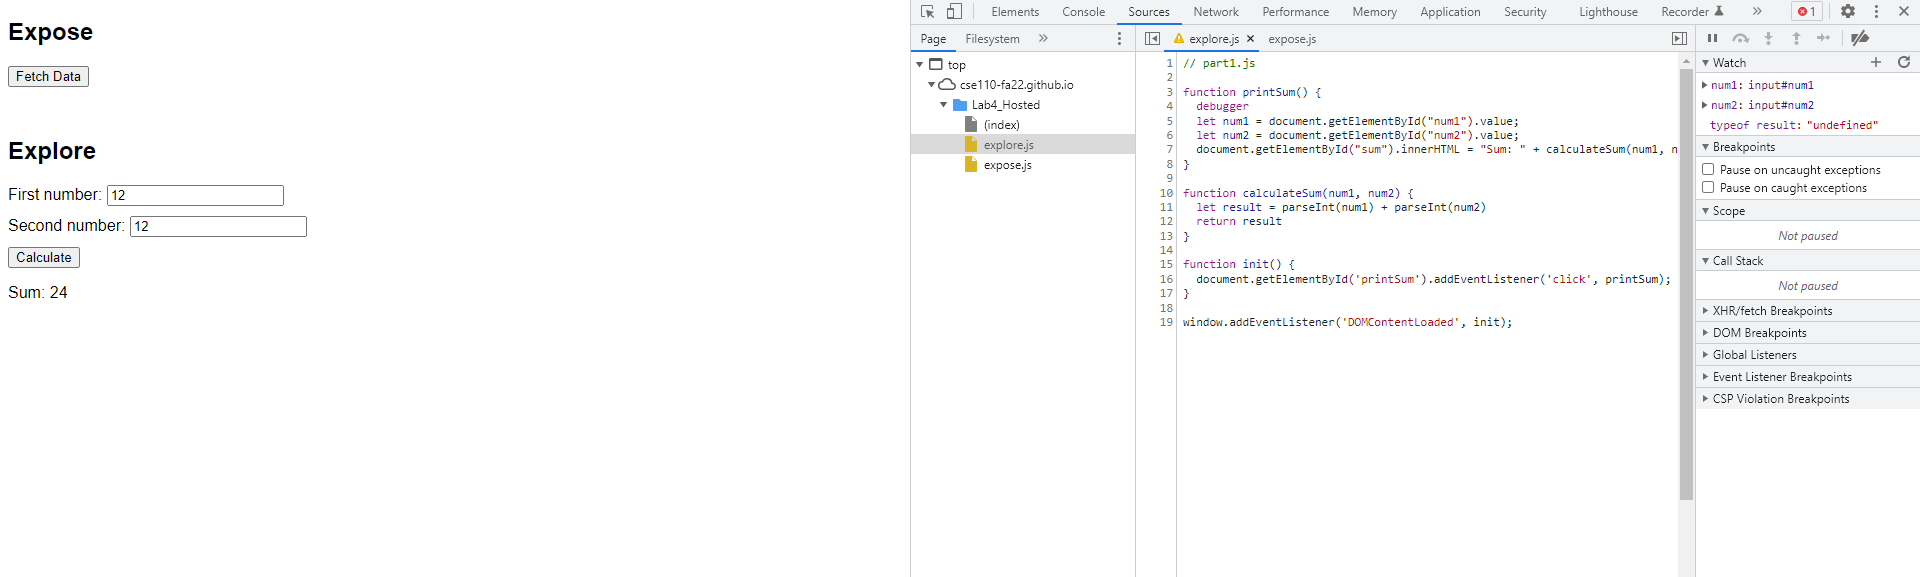 Expose
Fetch Data
Explore
First number: 12
Second number: 12
Calculate
Sum: 24
Elements Console Sources Network Performance Memory Application Security Lighthouse Recorder 1
Page Filesystem
top
cse110-fa22.github.io
Lab4_Hosted
(index)
explore.js
expose.js
explore.js expose.js
1 // part1.js
2
3 function printSum() {
4 debugger
5 let num1 = document.getElementById("num1").value;
6 let num2 = document.getElementById("num2").value;
7 document.getElementById("sum").innerHTML = "Sum: " + calculateSum(num1, n
8 }
9
10 function calculateSum(num1, num2) {
11 let result = parseInt(num1) + parseInt(num2)
12 return result
13 }
14
15 function init() {
16 document.getElementById('printSum').addEventListener('click', printSum);
17 }
18
19 window.addEventListener('DOMContentLoaded', init);
Watch
num1: input#num1
num2: input#num2
typeof result: "undefined"
Breakpoints
Pause on uncaught exceptions
Pause on caught exceptions
Scope
Not paused
Call Stack
Not paused
XHR/fetch Breakpoints
DOM Breakpoints
Global Listeners
Event Listener Breakpoints
CSP Violation Breakpoints